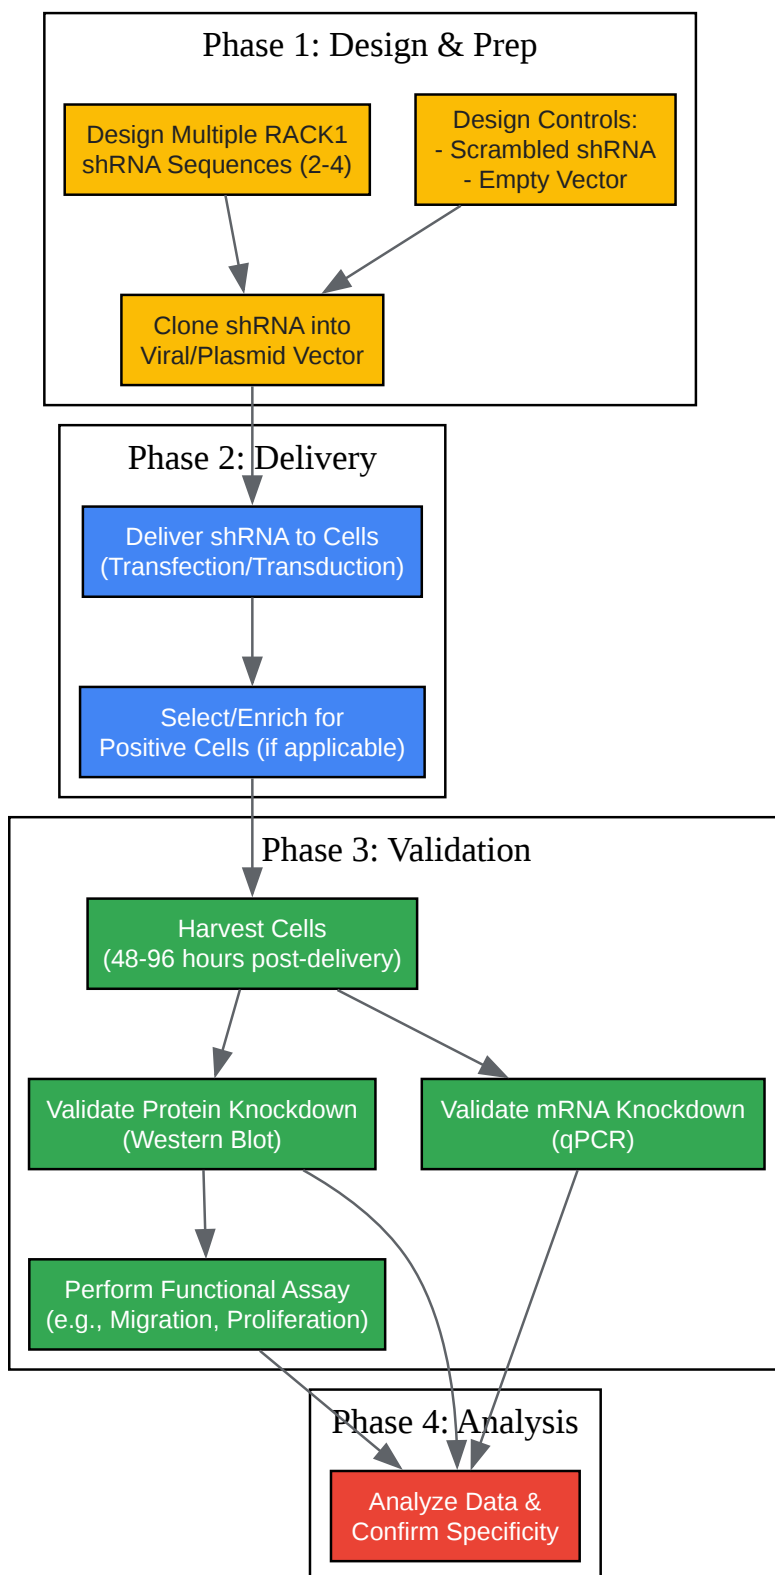 Phase 1: Design & Prep
Design Multiple RACK1
shRNA Sequences (2-4)
Design Controls:
- Scrambled shRNA
- Empty Vector
Clone shRNA into
Viral/Plasmid Vector
Phase 2: Delivery
Deliver shRNA to Cells
(Transfection/Transduction)
Select/Enrich for
Positive Cells (if applicable)
Phase 3: Validation
Harvest Cells
(48-96 hours post-delivery)
Validate Protein Knockdown
(Western Blot)
Validate mRNA Knockdown
(qPCR)
Perform Functional Assay
(e.g., Migration, Proliferation)
Phase 4: Analysis
Analyze Data &
Confirm Specificity